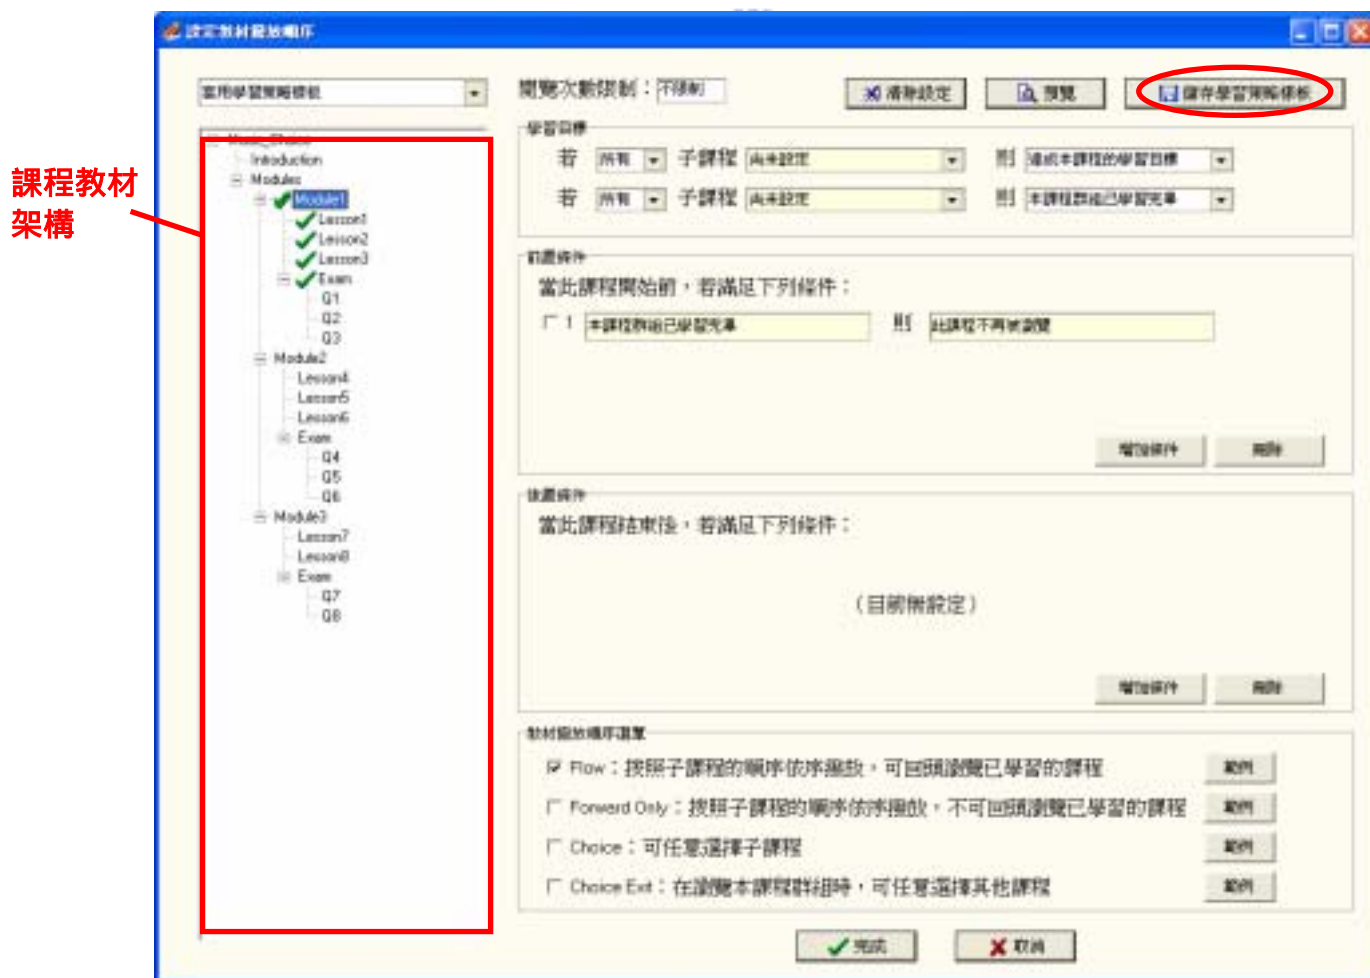 設定教材播放順序
套用學習策略樣板
閱覽次數限制：不限制
清除設定
預覽
儲存學習策略樣板
課程教材
架構
Music_Choice
Introduction
Modules
Module1
Lesson1
Lesson2
Lesson3
Exam
Q1
Q2
Q3
Module2
Lesson4
Lesson5
Lesson6
Exam
Q4
Q5
Q6
Module3
Lesson7
Lesson8
Exam
Q7
Q8
學習目標
若 所有 子課程 尚未設定 則 達成本課程的學習目標
若 所有 子課程 尚未設定 則 本課程群組已學習完畢
前置條件
當此課程開始前，若滿足下列條件：
1 本課程群組已學習完畢 則 此課程不再被瀏覽
增加條件 刪除
後置條件
當此課程結束後，若滿足下列條件：
（目前無設定）
增加條件 刪除
教材播放順序選單
Flow：按照子課程的順序依序播放，可回頭瀏覽已學習的課程 範例
Forward Only：按照子課程的順序依序播放，不可回頭瀏覽已學習的課程 範例
Choice：可任意選擇子課程 範例
Choice Exit：在瀏覽本課程群組時，可任意選擇其他課程 範例
完成 取消